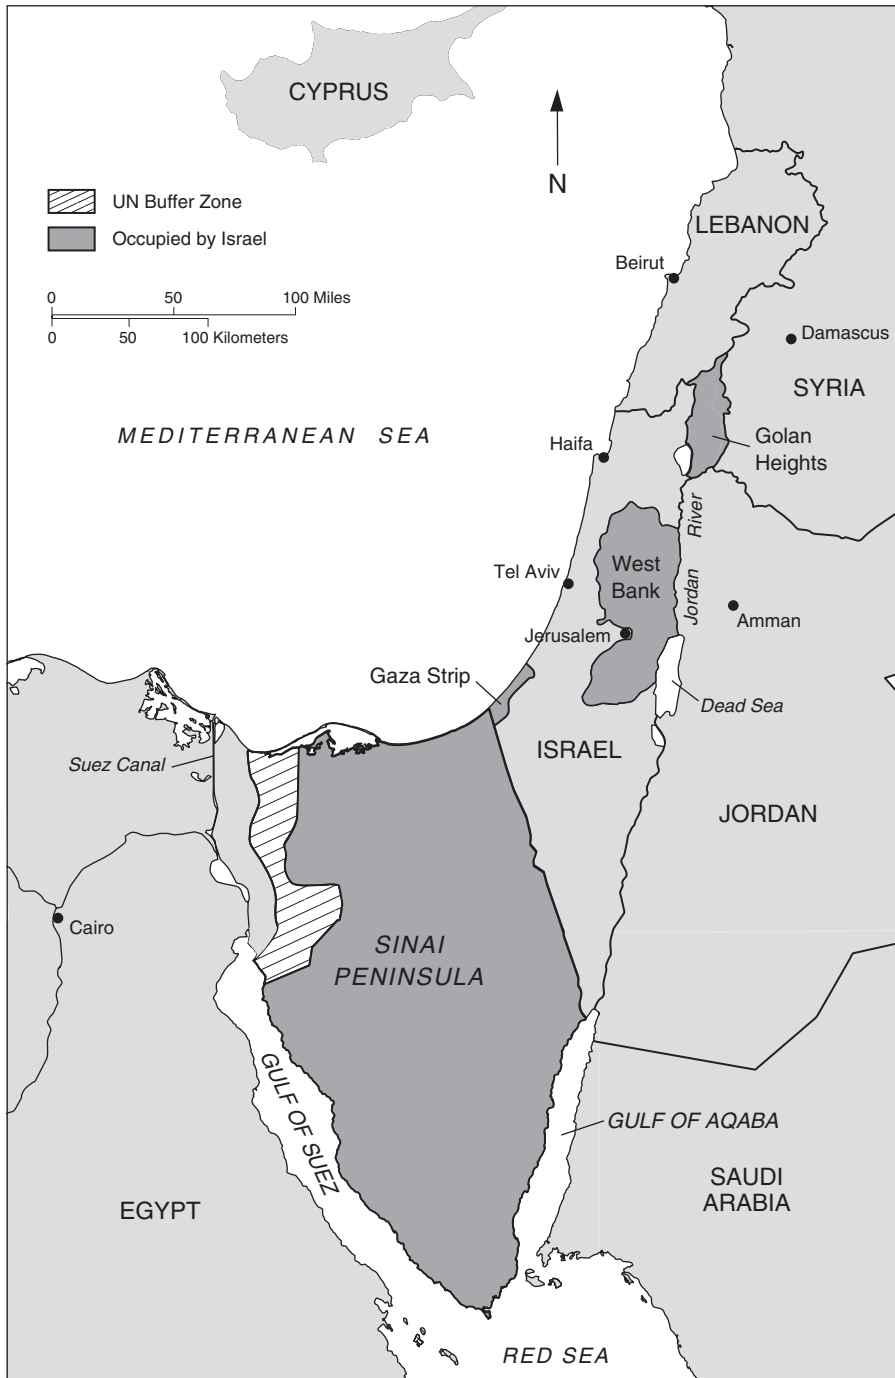 CYPRUS
N
UN Buffer Zone
Occupied by Israel
0 50 100 Miles
0 50 100 Kilometers
LEBANON
Beirut
Damascus
SYRIA
MEDITERRANEAN SEA
Haifa
Golan
Heights
Jordan River
Tel Aviv
West
Bank
Amman
Jerusalem
Gaza Strip
Dead Sea
Suez Canal
ISRAEL
JORDAN
Cairo
SINAI
PENINSULA
GULF OF SUEZ
GULF OF AQABA
EGYPT
SAUDI
ARABIA
RED SEA